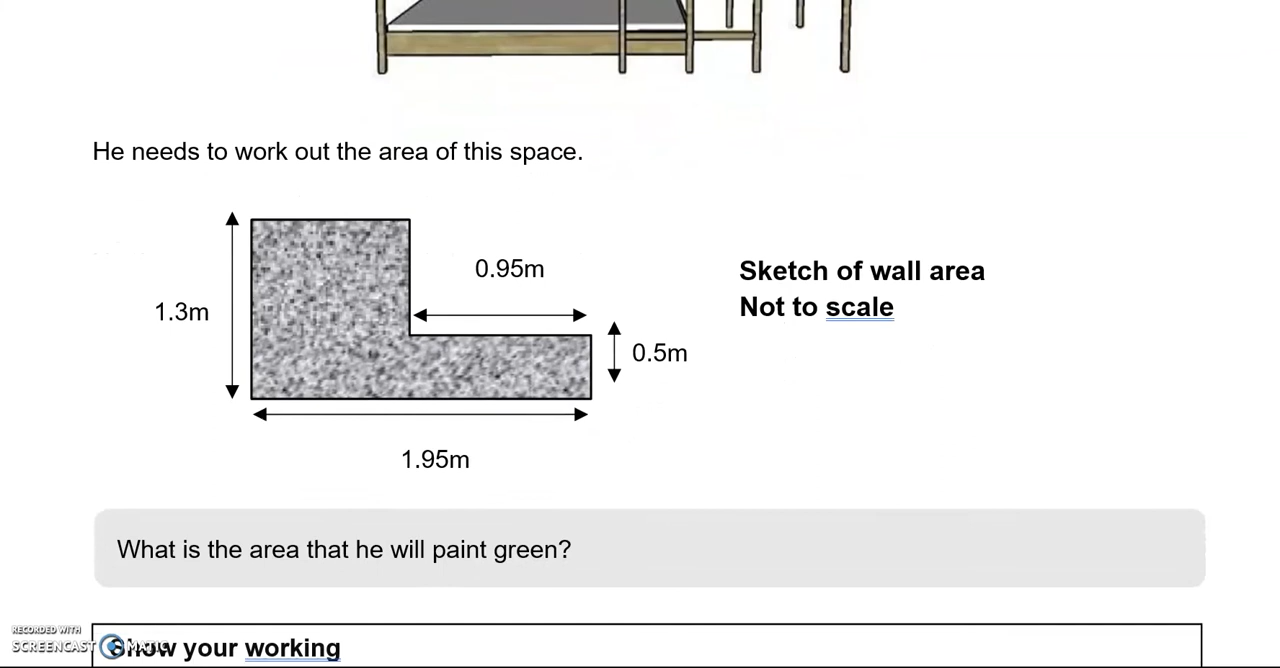 He needs to work out the area of this space.
0.95m
Sketch of wall area
1.3m
Not to scale
0.5m
1.95m
What is the area that he will paint green?
RECORDED WITH
SCREENCAST MATIC
Show your working